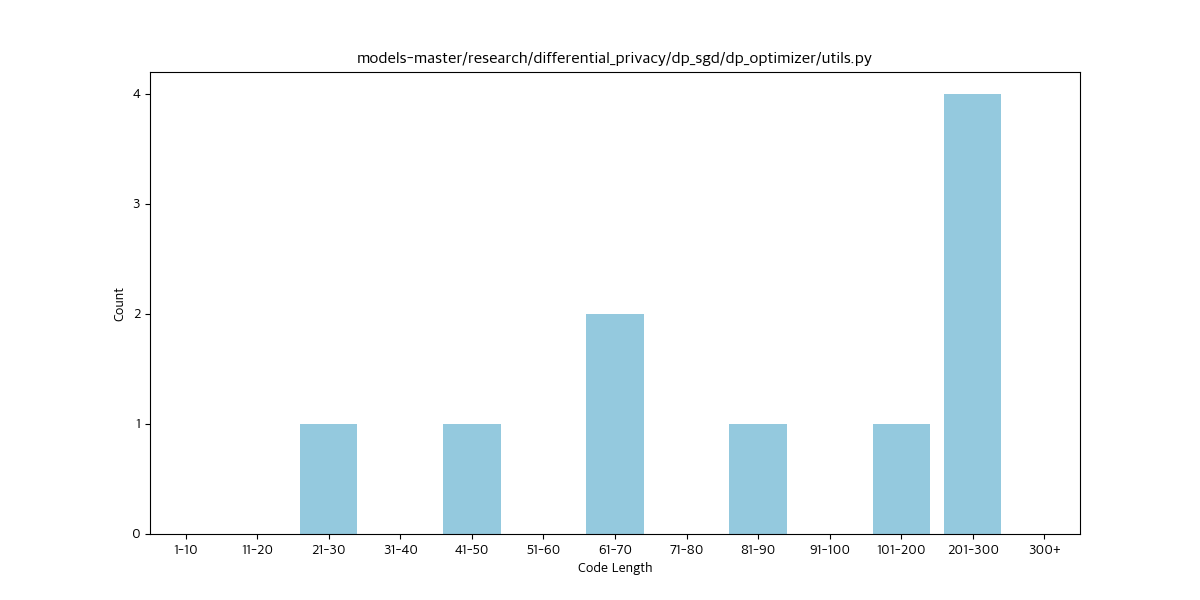 models-master/research/differential_privacy/dp_sgd/dp_optimizer/utils.py
4
3
2
1
0
Count
1-10 11-20 21-30 31-40 41-50 51-60 61-70 71-80 81-90 91-100 101-200 201-300 300+
Code Length